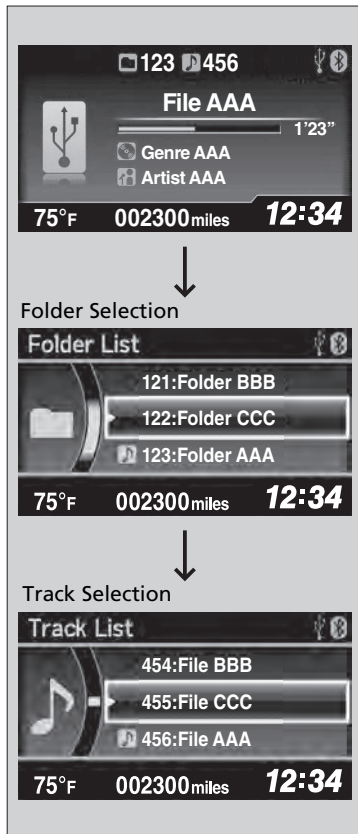 123 456
File AAA
1'23"
Genre AAA
Artist AAA
75°F 002300 miles 12:34
Folder Selection
Folder List
121:Folder BBB
122:Folder CCC
123:Folder AAA
75°F 002300 miles 12:34
Track Selection
Track List
454:File BBB
455:File CCC
456:File AAA
75°F 002300 miles 12:34